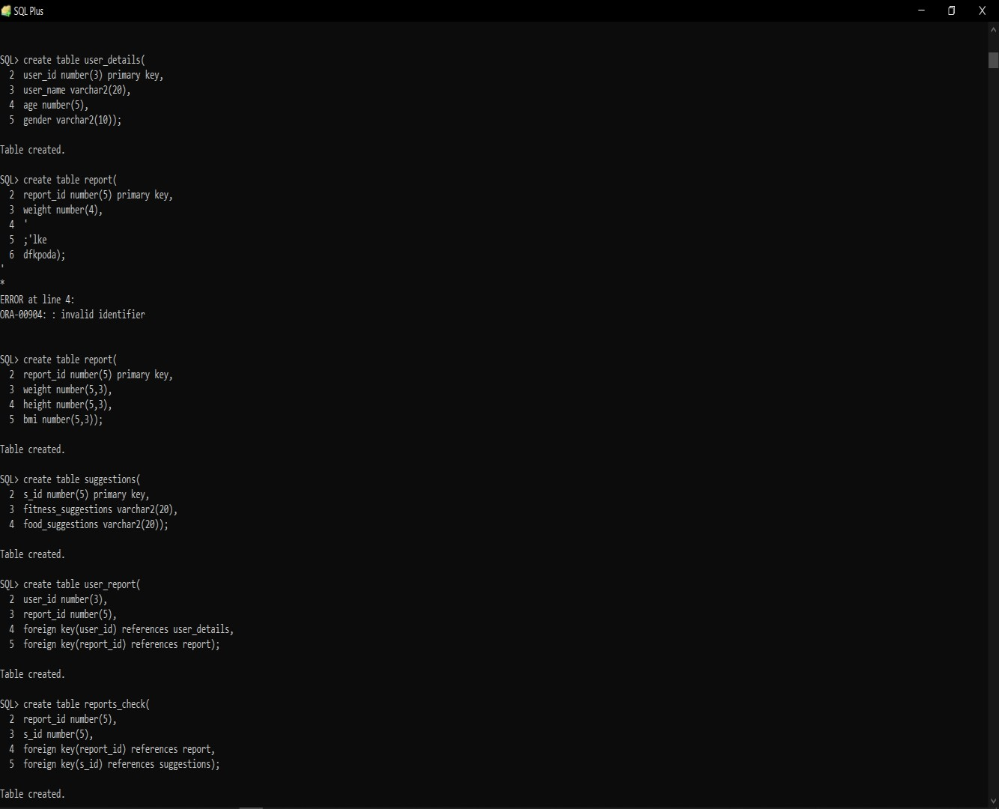 SQL Plus
SQL> create table user_details(
2 user_id number(3) primary key,
3 user_name varchar2(20),
4 age number(5),
5 gender varchar2(10));
Table created.
SQL> create table report(
2 report_id number(5) primary key,
3 weight number(4),
4 '
5 ;'lke
6 dfkpoda);
'
*
ERROR at line 4:
ORA-00904: : invalid identifier
SQL> create table report(
2 report_id number(5) primary key,
3 weight number(5,3),
4 height number(5,3),
5 bmi number(5,3));
Table created.
SQL> create table suggestions(
2 s_id number(5) primary key,
3 fitness_suggestions varchar2(20),
4 food_suggestions varchar2(20));
Table created.
SQL> create table user_report(
2 user_id number(3),
3 report_id number(5),
4 foreign key(user_id) references user_details,
5 foreign key(report_id) references report);
Table created.
SQL> create table reports_check(
2 report_id number(5),
3 s_id number(5),
4 foreign key(report_id) references report,
5 foreign key(s_id) references suggestions);
Table created.